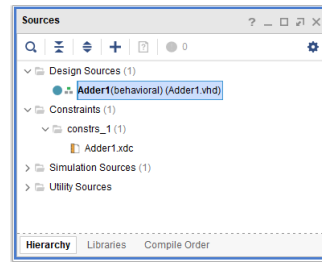 Sources
? _ X
0
Design Sources (1)
Adder1(behavioral) (Adder1.vhd)
Constraints (1)
constrs_1 (1)
Adder1.xdc
Simulation Sources (1)
Utility Sources
Hierarchy Libraries Compile Order